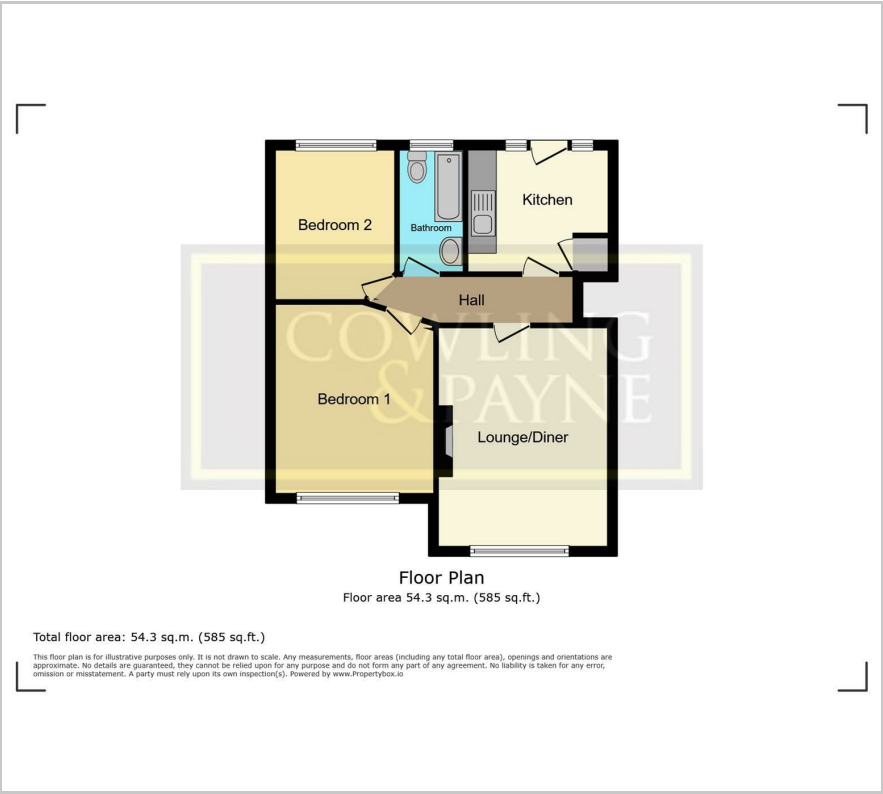 Bedroom 2
Bathroom
Kitchen
Hall
COWLING
& PAYNE
Bedroom 1
Lounge/Diner
Floor Plan
Floor area 54.3 sq.m. (585 sq.ft.)
Total floor area: 54.3 sq.m. (585 sq.ft.)
This floor plan is for illustrative purposes only. It is not drawn to scale. Any measurements, floor areas (including any total floor area), openings and orientations are
approximate. No details are guaranteed, they cannot be relied upon for any purpose and do not form any part of any agreement. No liability is taken for any error,
omission or misstatement. A party must rely upon its own inspection(s). Powered by www.Propertybox.io